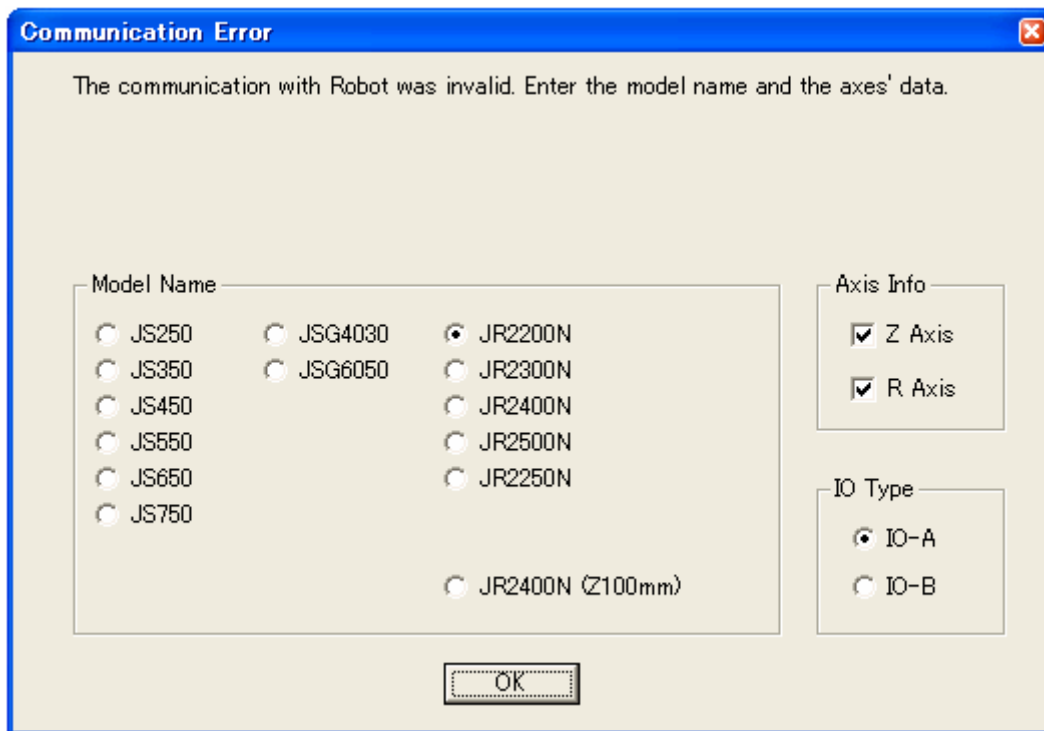 Communication Error
The communication with Robot was invalid. Enter the model name and the axes' data.
Model Name
JS250
JS350
JS450
JS550
JS650
JS750
JSG4030
JSG6050
JR2200N
JR2300N
JR2400N
JR2500N
JR2250N
JR2400N (Z100mm)
Axis Info
Z Axis
R Axis
IO Type
IO-A
IO-B
OK